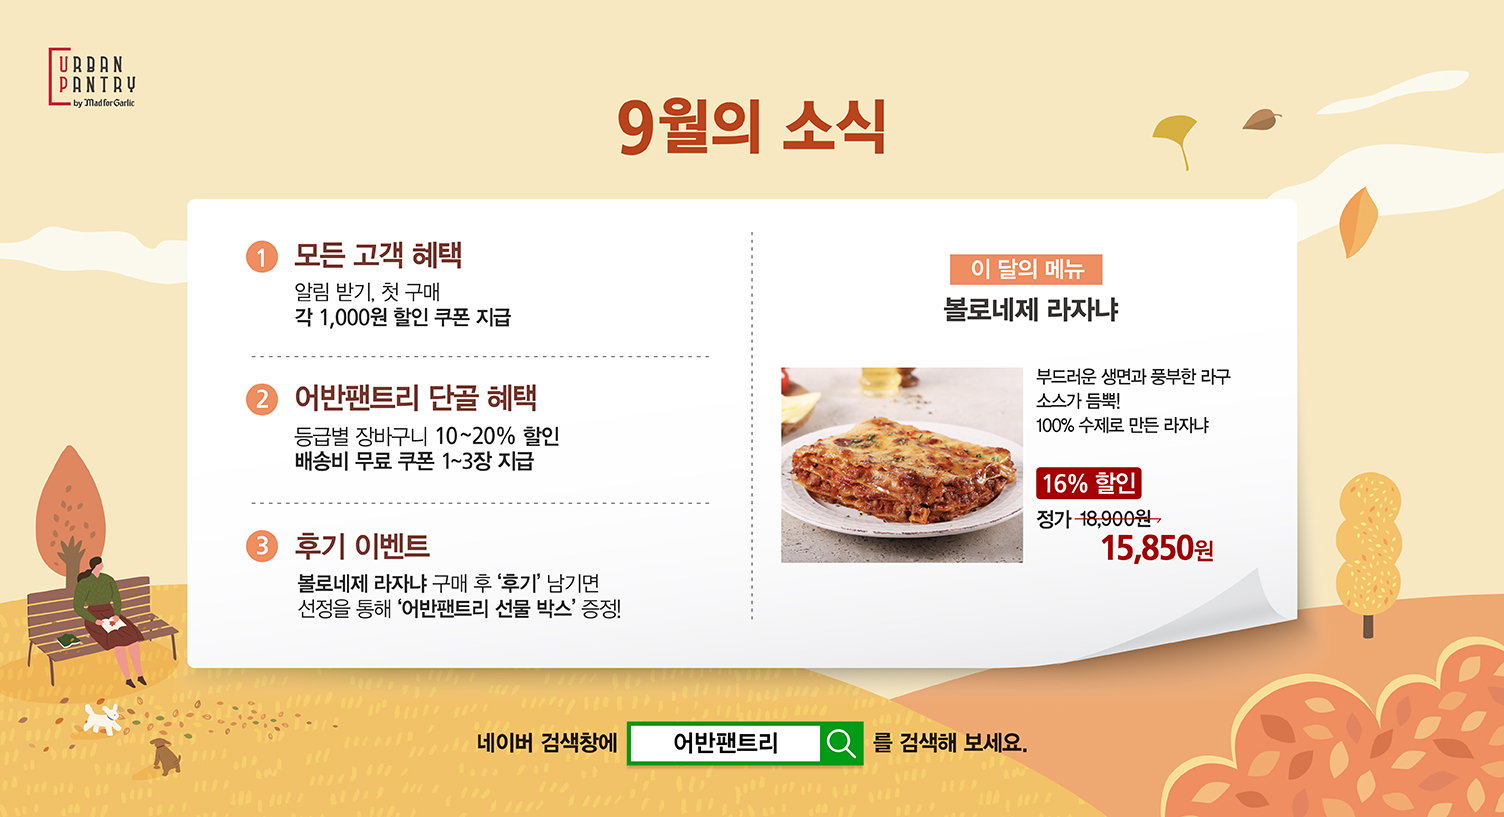 URBAN
PANTRY
by Mad for Garlic
9월의 소식
1 모든 고객 혜택
알림 받기, 첫 구매
각 1,000원 할인 쿠폰 지급
2 어반팬트리 단골 혜택
등급별 장바구니 10~20% 할인
배송비 무료 쿠폰 1~3장 지급
3 후기 이벤트
볼로네제 라자냐 구매 후 ‘후기’ 남기면
선정을 통해 ‘어반팬트리 선물 박스’ 증정!
이 달의 메뉴
볼로네제 라자냐
부드러운 생면과 풍부한 라구
소스가 듬뿍!
100% 수제로 만든 라자냐
16% 할인
정가 18,900원
15,850원
네이버 검색창에 어반팬트리 를 검색해 보세요.